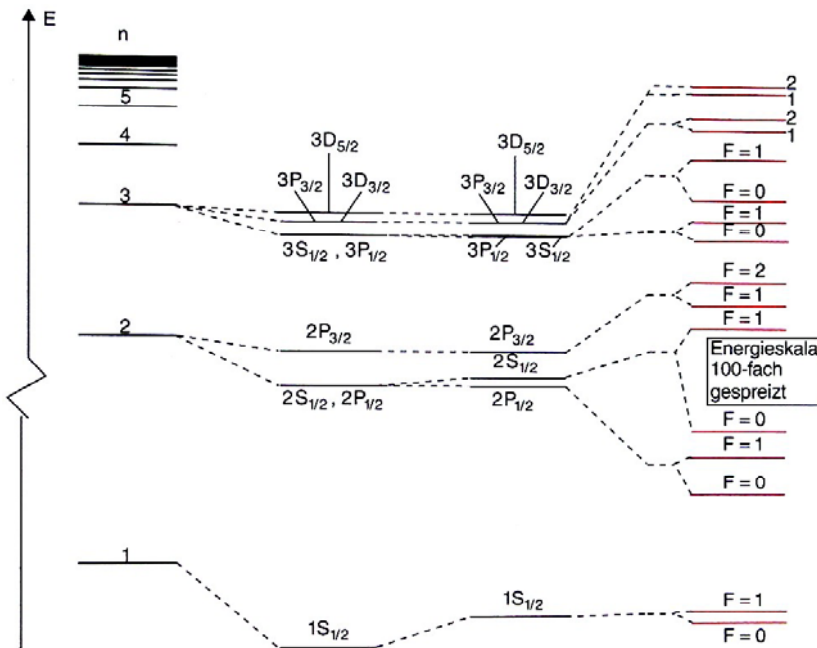 E
n
5
4
3
2
1
3D5/2
3P3/2 3D3/2
3S1/2 , 3P1/2
2P3/2
2S1/2 , 2P1/2
1S1/2
3D5/2
3P3/2 3D3/2
3P1/2 3S1/2
2P3/2
2S1/2
2P1/2
1S1/2
2
1
2
1
F = 1
F = 0
F = 1
F = 0
F = 2
F = 1
F = 1
Energieskala
100-fach
gespreizt
F = 0
F = 1
F = 0
F = 1
F = 0